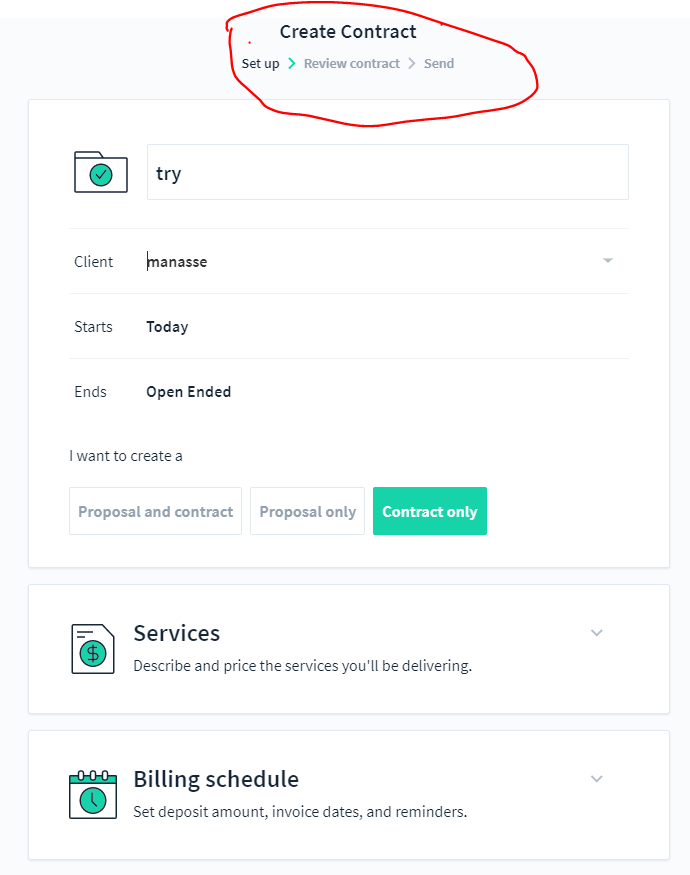 Create Contract
Set up > Review contract > Send
try
Client manasse
Starts Today
Ends Open Ended
I want to create a
Proposal and contract Proposal only Contract only
Services
$ Describe and price the services you'll be delivering.
Billing schedule
Set deposit amount, invoice dates, and reminders.